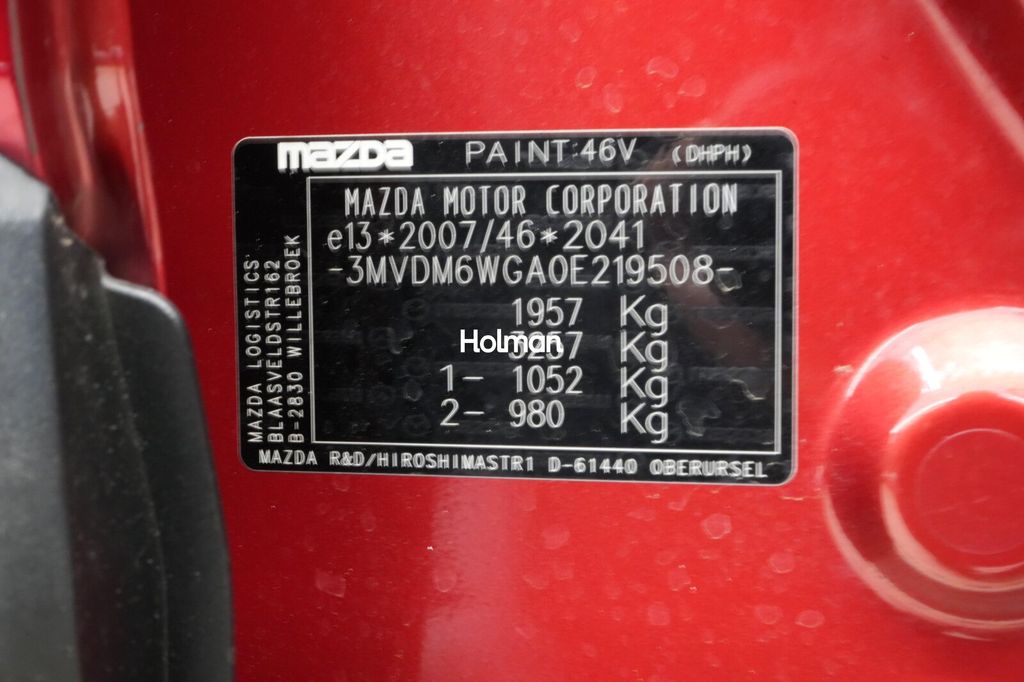 mazda PAINT:46V (DHPH)
MAZDA MOTOR CORPORATION
e13*2007/46*2041
-3MVDM6WGA0E219508-
1957 Kg
Kg
1- 1052 Kg
2- 980 Kg
MAZDA LOGISTICS
BLAASVELDSTR162
B-2830 WILLEBROEK
MAZDA R&D/HIROSHIMASTR1 D-61440 OBERURSEL
Holman